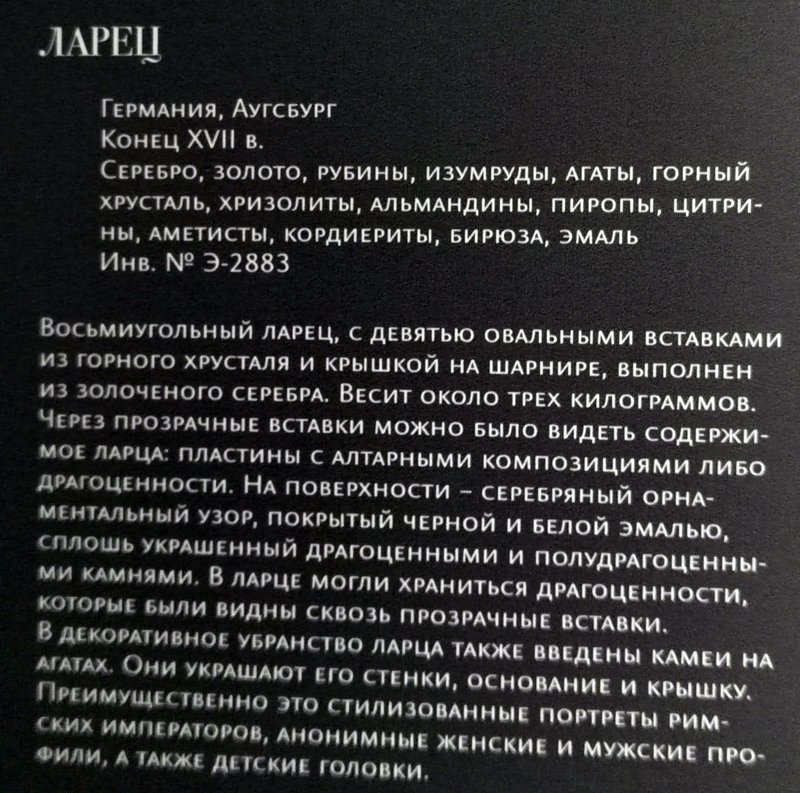 ЛАРЕЦ
Германия, Аугсбург
Конец XVII в.
Серебро, золото, рубины, изумруды, агаты, горный
хрусталь, хризолиты, альмандины, пиропы, цитри-
ны, аметисты, кордиериты, бирюза, эмаль
Инв. № Э-2883
Восьмиугольный ларец, с девятью овальными вставками
из горного хрусталя и крышкой на шарнире, выполнен
из золоченого серебра. Весит около трех килограммов.
Через прозрачные вставки можно было видеть содержи-
мое ларца: пластины с алтарными композициями либо
драгоценности. На поверхности – серебряный орна-
ментальный узор, покрытый черной и белой эмалью,
сплошь украшенный драгоценными и полудрагоценны-
ми камнями. В ларце могли храниться драгоценности,
которые были видны сквозь прозрачные вставки.
В декоративное убранство ларца также введены камеи на
агатах. Они украшают его стенки, основание и крышку.
Преимущественно это стилизованные портреты рим-
ских императоров, анонимные женские и мужские про-
фили, а также детские головки.